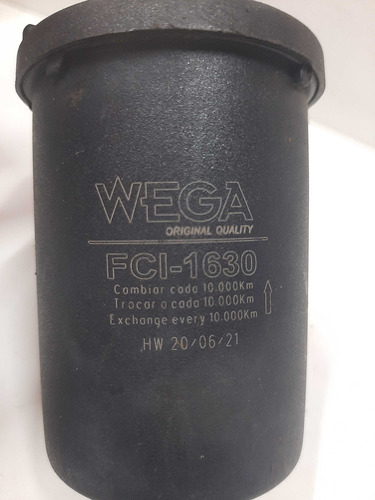 WEGA
ORIGINAL QUALITY
FCI-1630
Cambiar cada 10.000Km
Trocar a cada 10.000Km
Exchange every 10.000Km
HW 20/06/21